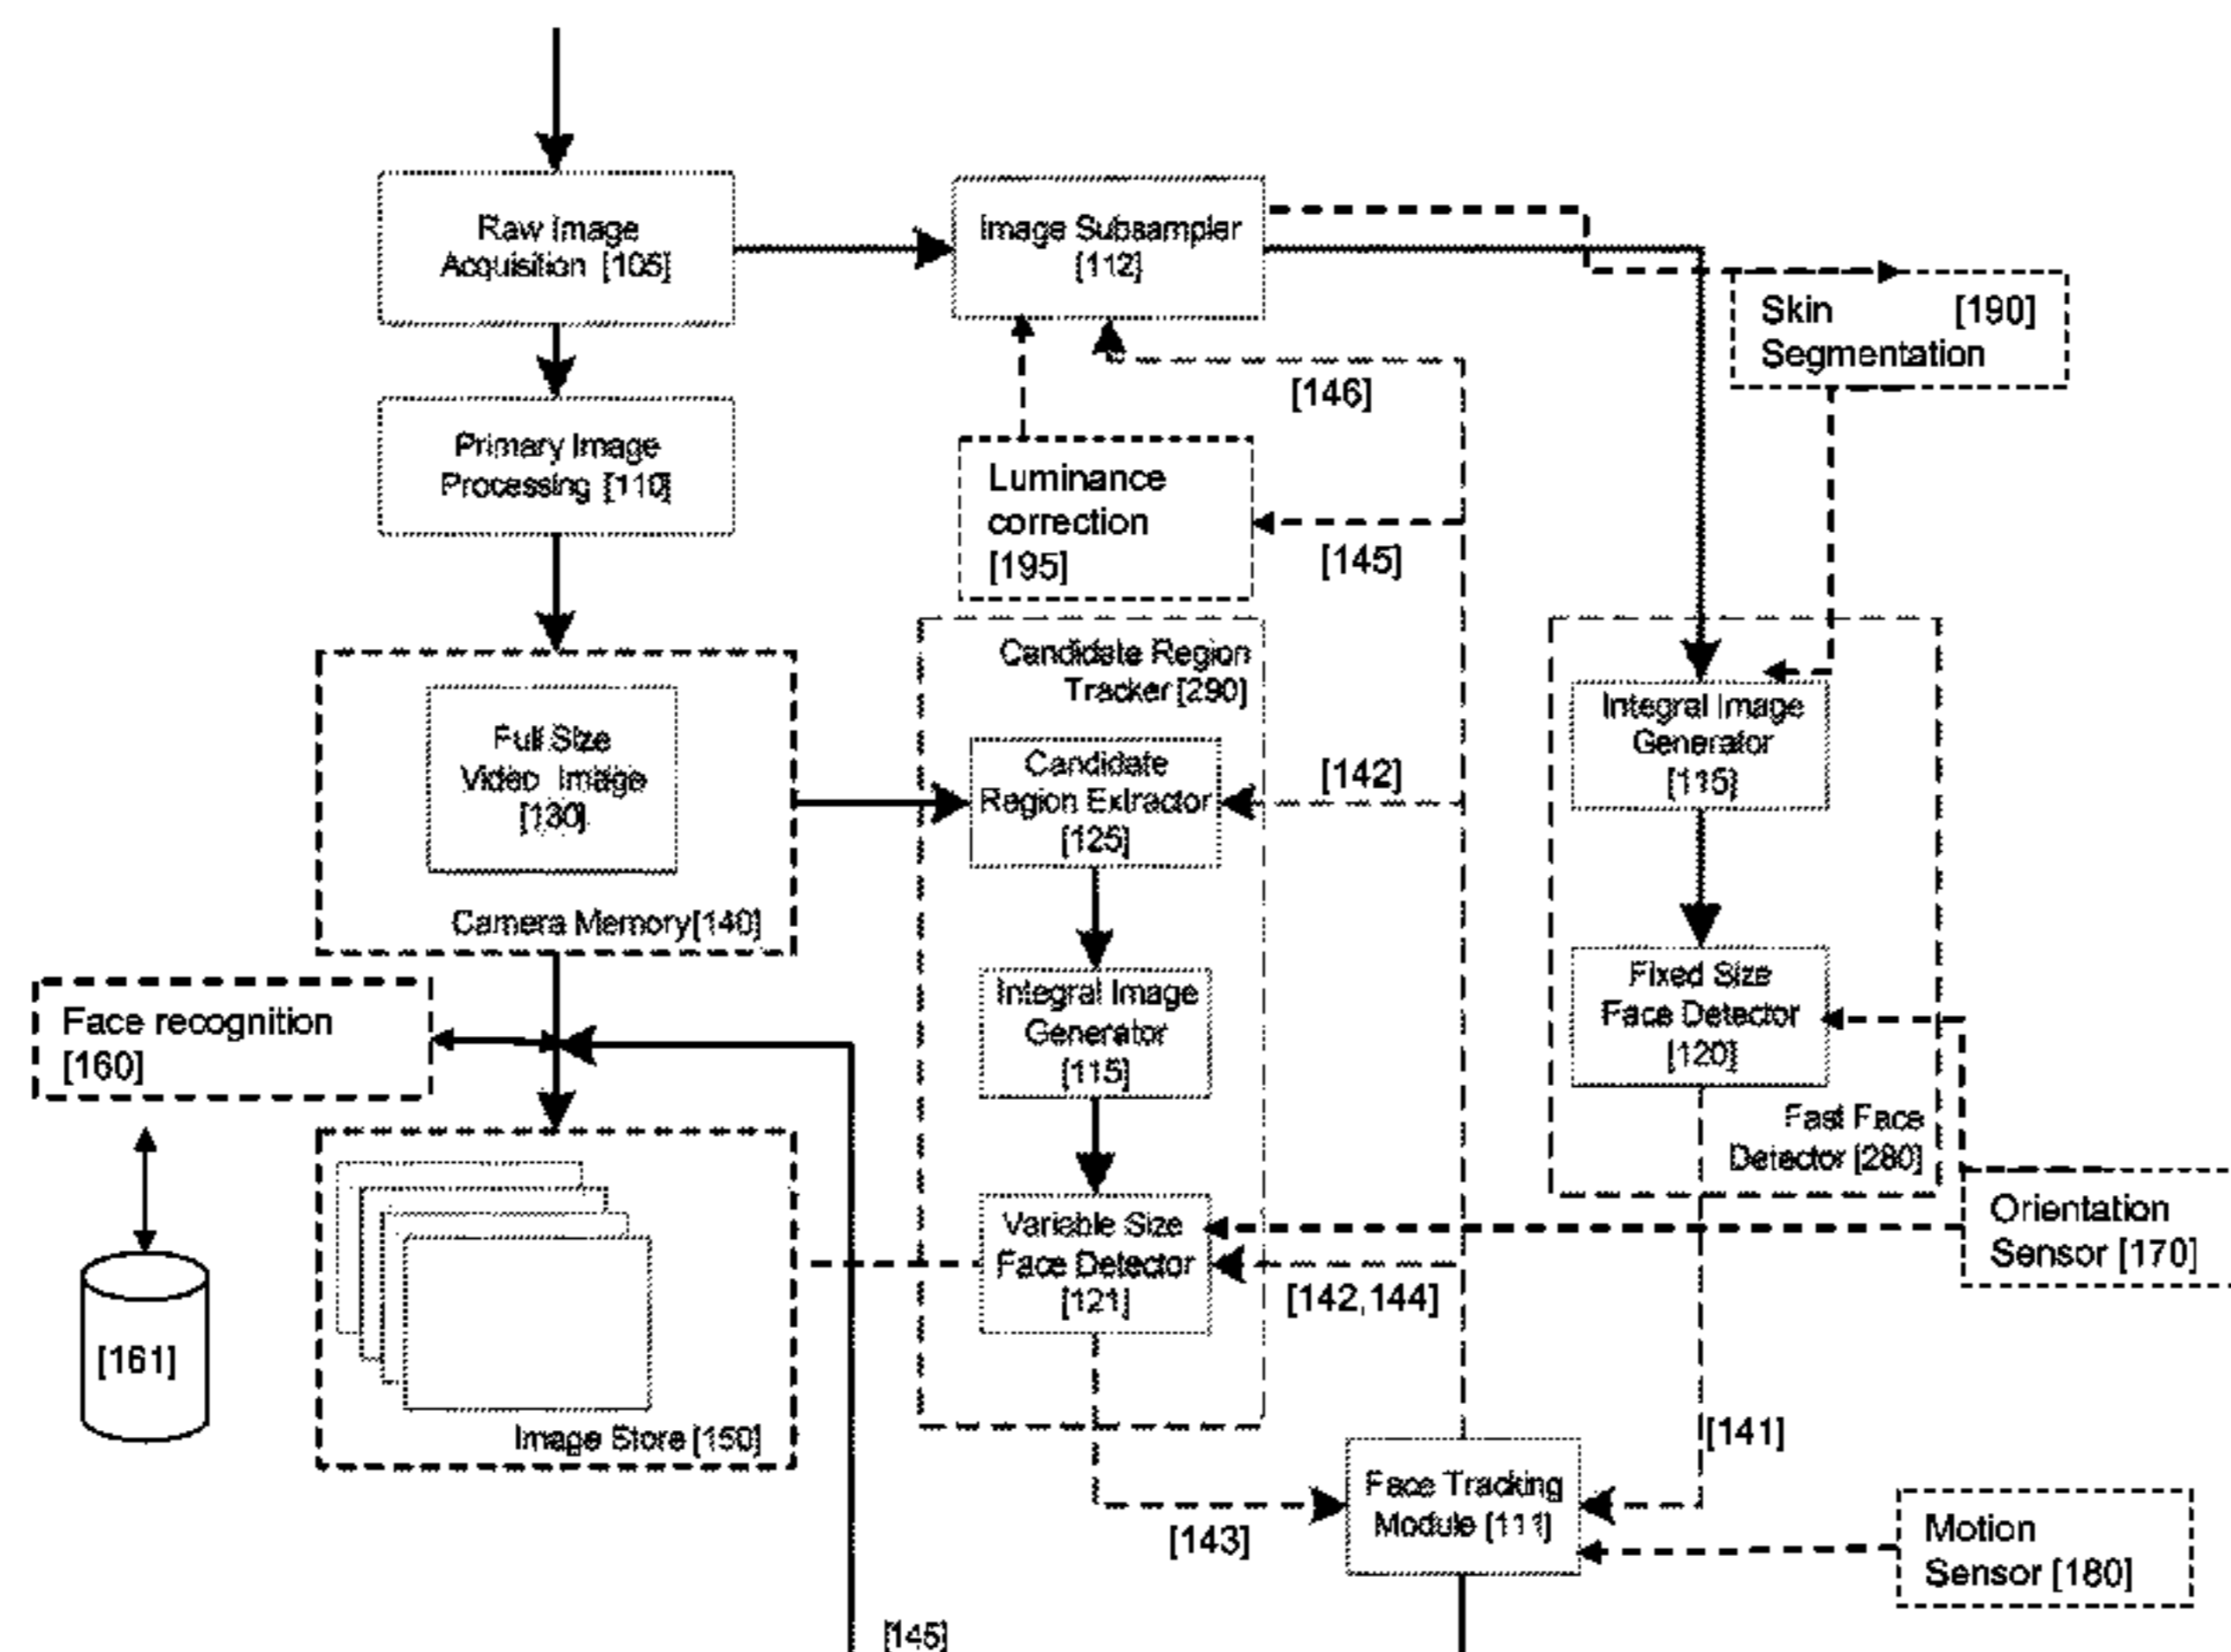 Raw Image
Acquisition [105]
Image Subsampler
[112]
Skin [190]
Segmentation
[146]
Primary Image
Processing [110]
Luminance
correction
[195]
[145]
Candidate Region
Tracker [290]
Full Size
Video Image
[130]
Camera Memory [140]
Candidate
Region Extractor
[125]
[142]
Integral Image
Generator
[115]
Face recognition
[160]
Integral Image
Generator
[115]
Fixed Size
Face Detector
[120]
Fast Face
Detector [280]
[161]
Image Store [150]
Variable Size
Face Detector
[121]
[142,144]
Orientation
Sensor [170]
[141]
Face Tracking
Module [111]
[143]
Motion
Sensor [180]
[145]